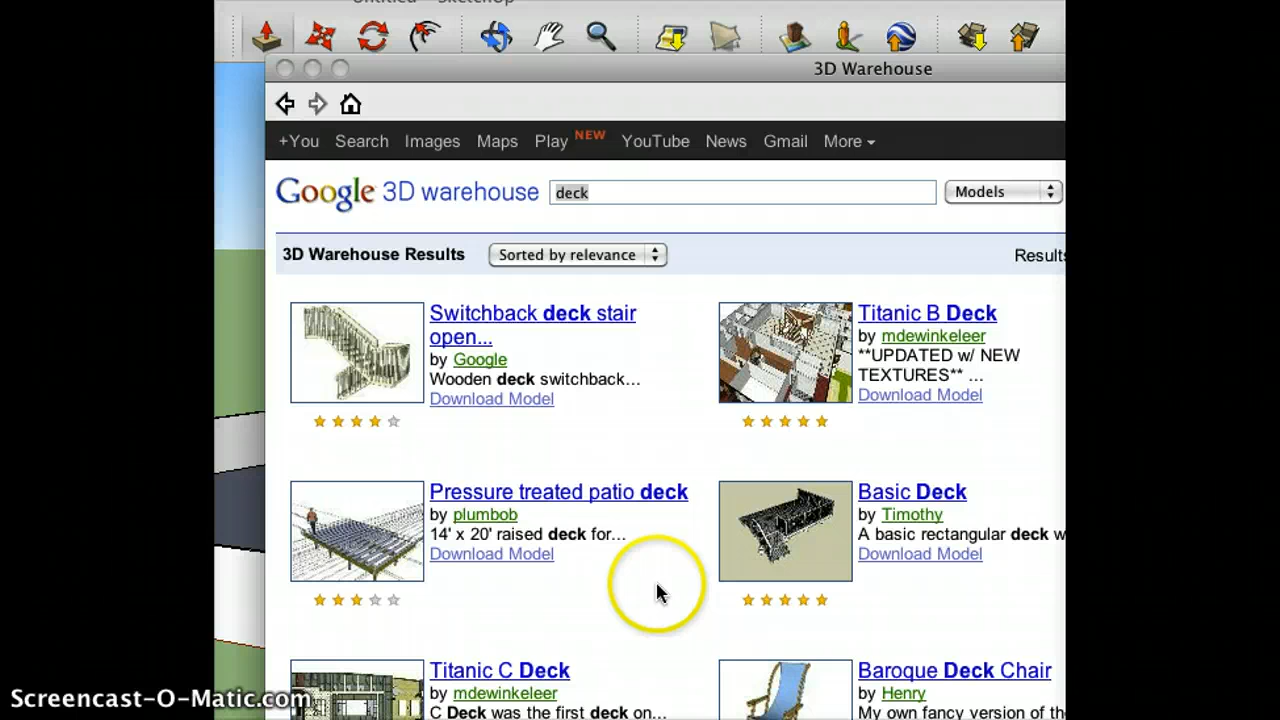 Untitled - SketchUp
3D Warehouse
+You Search Images Maps Play NEW YouTube News Gmail More
Google 3D warehouse deck Models
3D Warehouse Results Sorted by relevance Results
Switchback deck stair
open...
by Google
Wooden deck switchback...
Download Model
Titanic B Deck
by mdewinkeleer
**UPDATED w/ NEW
TEXTURES** ...
Download Model
Pressure treated patio deck
by plumbob
14' x 20' raised deck for...
Download Model
Basic Deck
by Timothy
A basic rectangular deck w
Download Model
Titanic C Deck
by mdewinkeleer
C Deck was the first deck on...
Baroque Deck Chair
by Henry
My own fancy version of the
Screencast-O-Matic.com